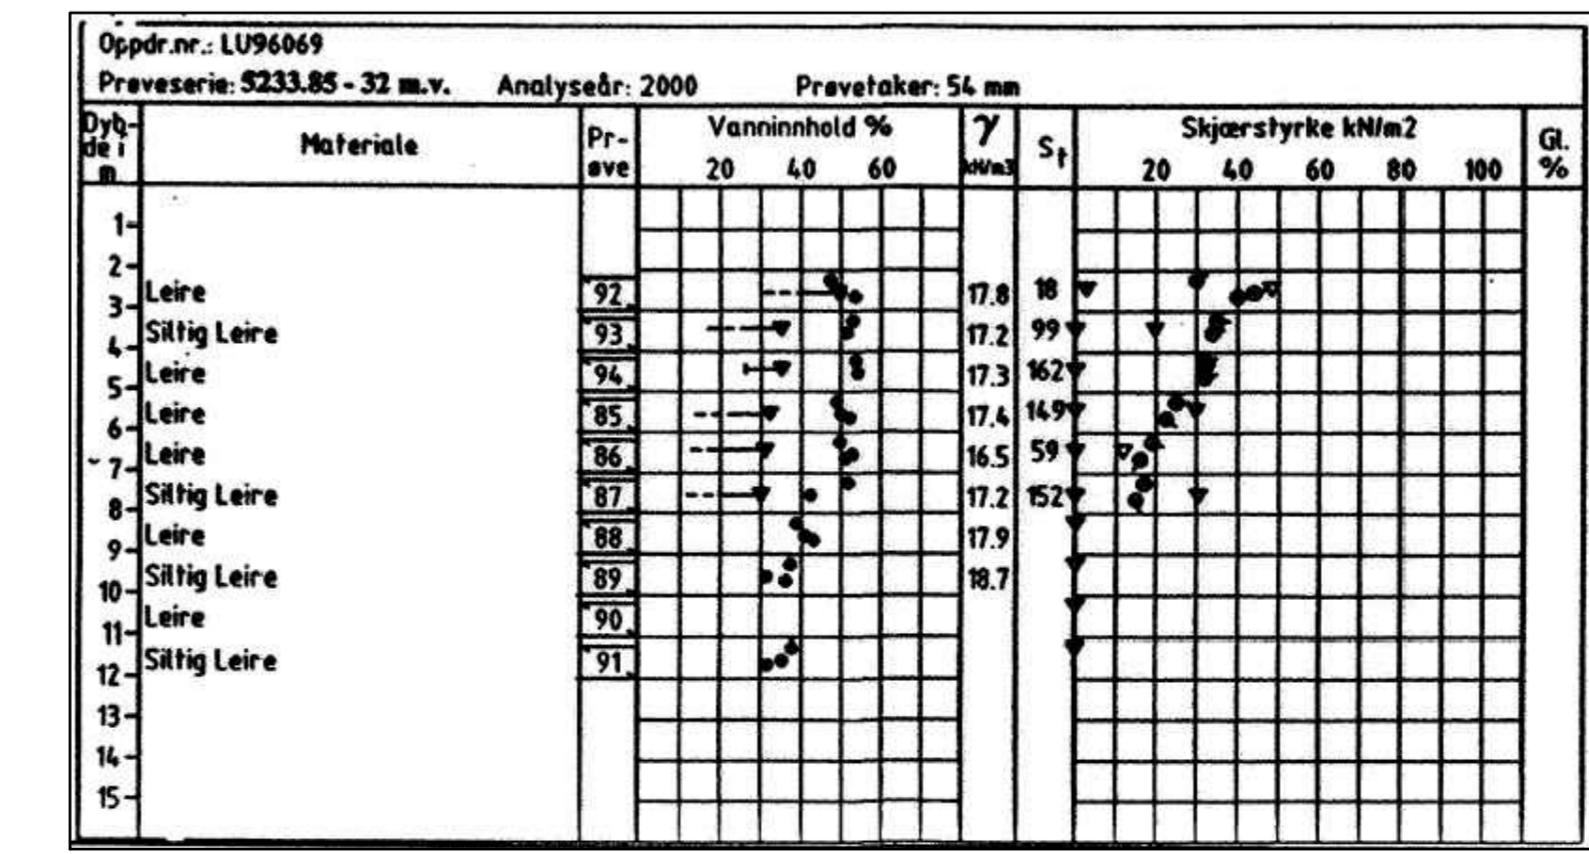 Oppdr.nr.: LU96069
Prøveserie: 5233.85 - 32 m.v. Analyseår: 2000 Prøvetaker: 54 mm
Dyb-
de i
m
Materiale
Pr-
øve
Vanninnhold %
20 40 60
γ
kN/m3
St
Skjærstyrke kN/m2
20 40 60 80 100
Gl.
%
1
2
Leire 92 17.8 18
3
Siltig Leire 93 17.2 99
4
Leire 94 17.3 162
5
Leire 85 17.4 149
6
Leire 86 16.5 59
7
Siltig Leire 87 17.2 152
8
Leire 88 17.9
9
Siltig Leire 89 18.7
10
Leire 90
11
Siltig Leire 91
12
13
14
15